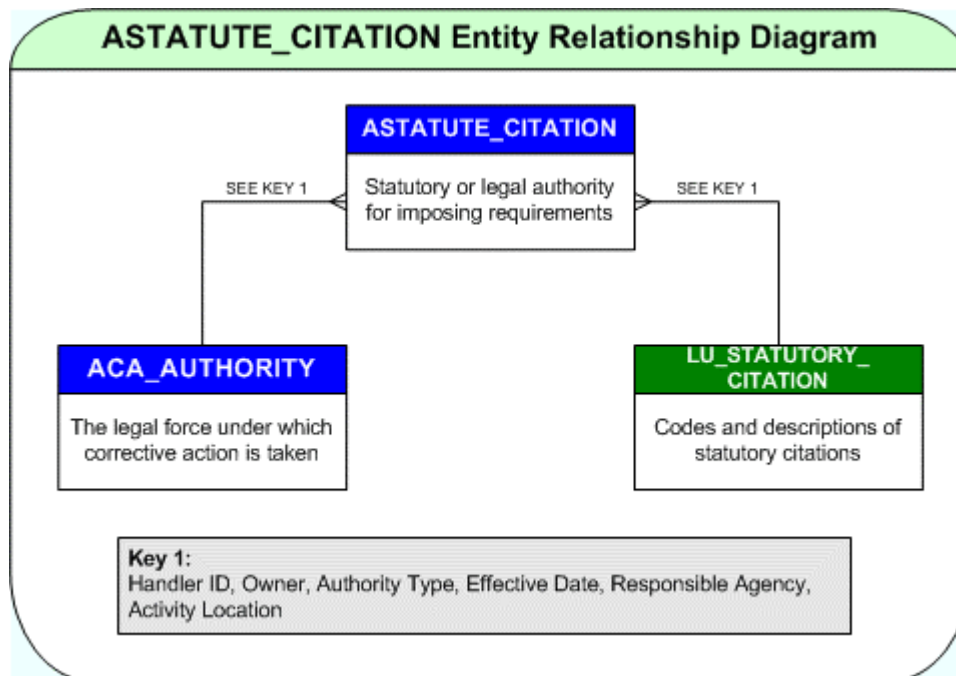 ASTATUTE_CITATION Entity Relationship Diagram
ASTATUTE_CITATION
Statutory or legal authority
for imposing requirements
SEE KEY 1
SEE KEY 1
ACA_AUTHORITY
The legal force under which
corrective action is taken
LU_STATUTORY_
CITATION
Codes and descriptions of
statutory citations
Key 1:
Handler ID, Owner, Authority Type, Effective Date, Responsible Agency,
Activity Location